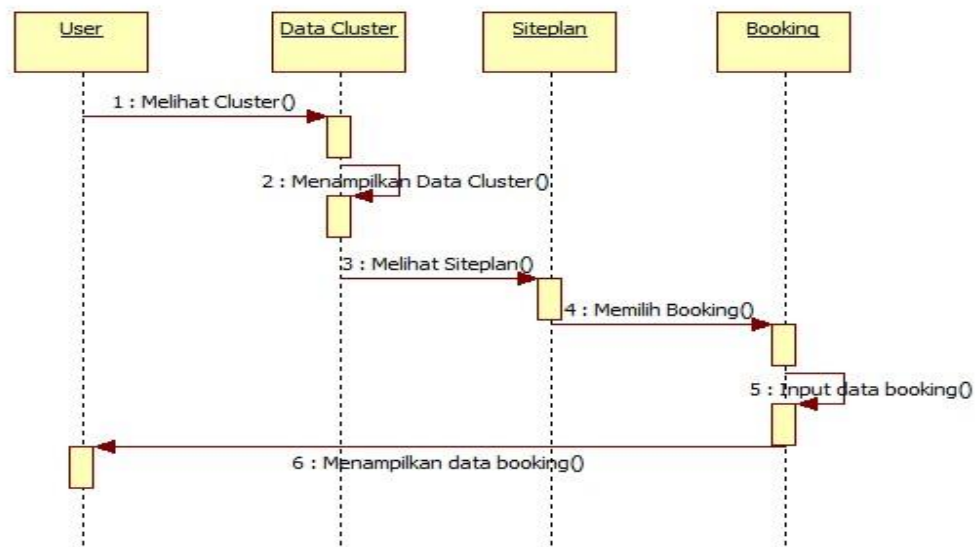 User
Data Cluster
Siteplan
Booking
1 : Melihat Cluster()
2 : Menampilkan Data Cluster()
3 : Melihat Siteplan()
4 : Memilih Booking()
5 : Input data booking()
6 : Menampilkan data booking()